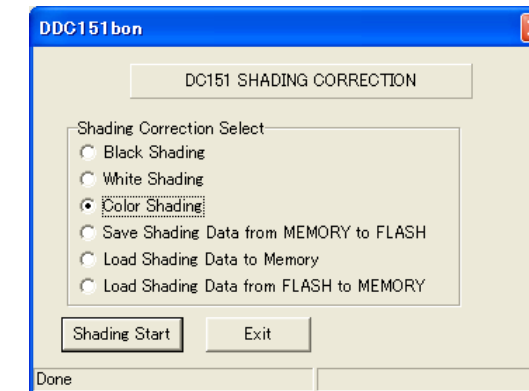 DDC151bon
DC151 SHADING CORRECTION
Shading Correction Select
Black Shading
White Shading
Color Shading
Save Shading Data from MEMORY to FLASH
Load Shading Data to Memory
Load Shading Data from FLASH to MEMORY
Shading Start Exit
Done